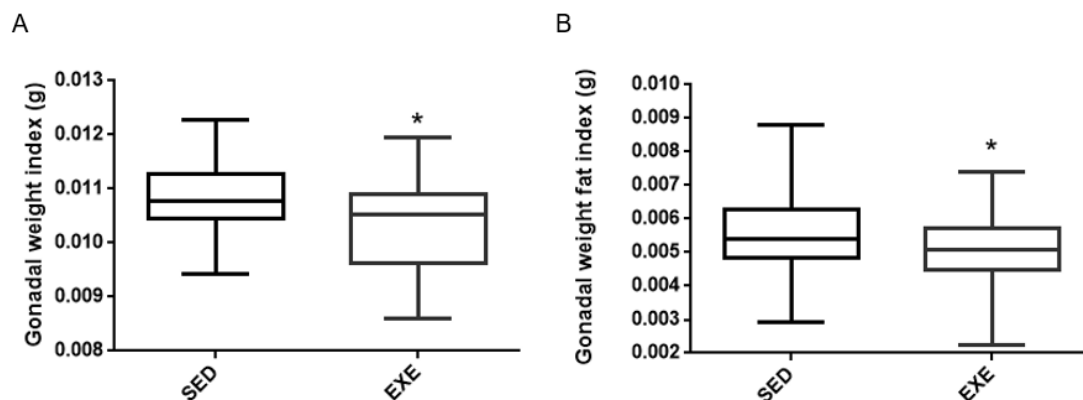 A
Gonadal weight index (g)
0.013
0.012
0.011
0.010
0.009
0.008
*
SED
EXE
B
Gonadal weight fat index (g)
0.010
0.009
0.008
0.007
0.006
0.005
0.004
0.003
0.002
*
SED
EXE